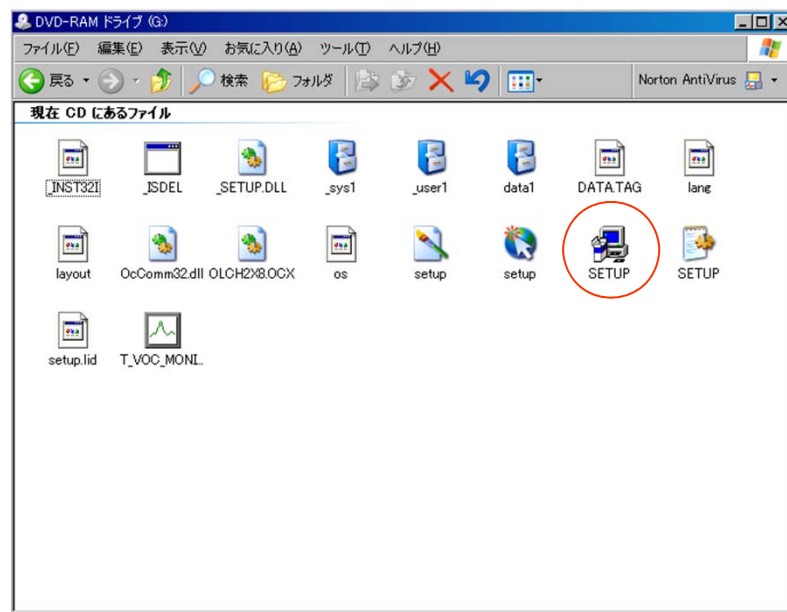 DVD-RAM ドライブ (G:)
ファイル(F) 編集(E) 表示(V) お気に入り(A) ツール(T) ヘルプ(H)
戻る 検索 フォルダ Norton AntiVirus
現在 CD にあるファイル
_INST32I _ISDEL _SETUP.DLL _sys1 _user1 data1 DATA.TAG lang
layout OcComm32.dll OLCH2X8.OCX os setup setup SETUP SETUP
setup.lid T_VOC_MONI...